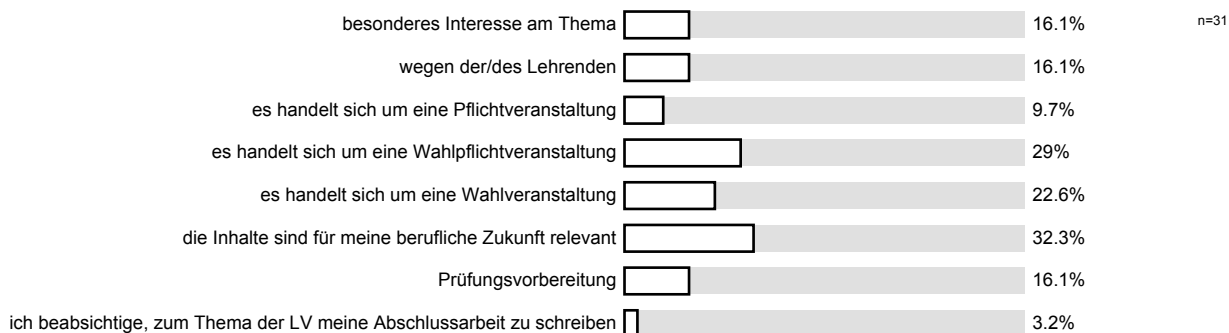 besonderes Interesse am Thema 16.1% n=31
wegen der/des Lehrenden 16.1%
es handelt sich um eine Pflichtveranstaltung 9.7%
es handelt sich um eine Wahlpflichtveranstaltung 29%
es handelt sich um eine Wahlveranstaltung 22.6%
die Inhalte sind für meine berufliche Zukunft relevant 32.3%
Prüfungsvorbereitung 16.1%
ich beabsichtige, zum Thema der LV meine Abschlussarbeit zu schreiben 3.2%